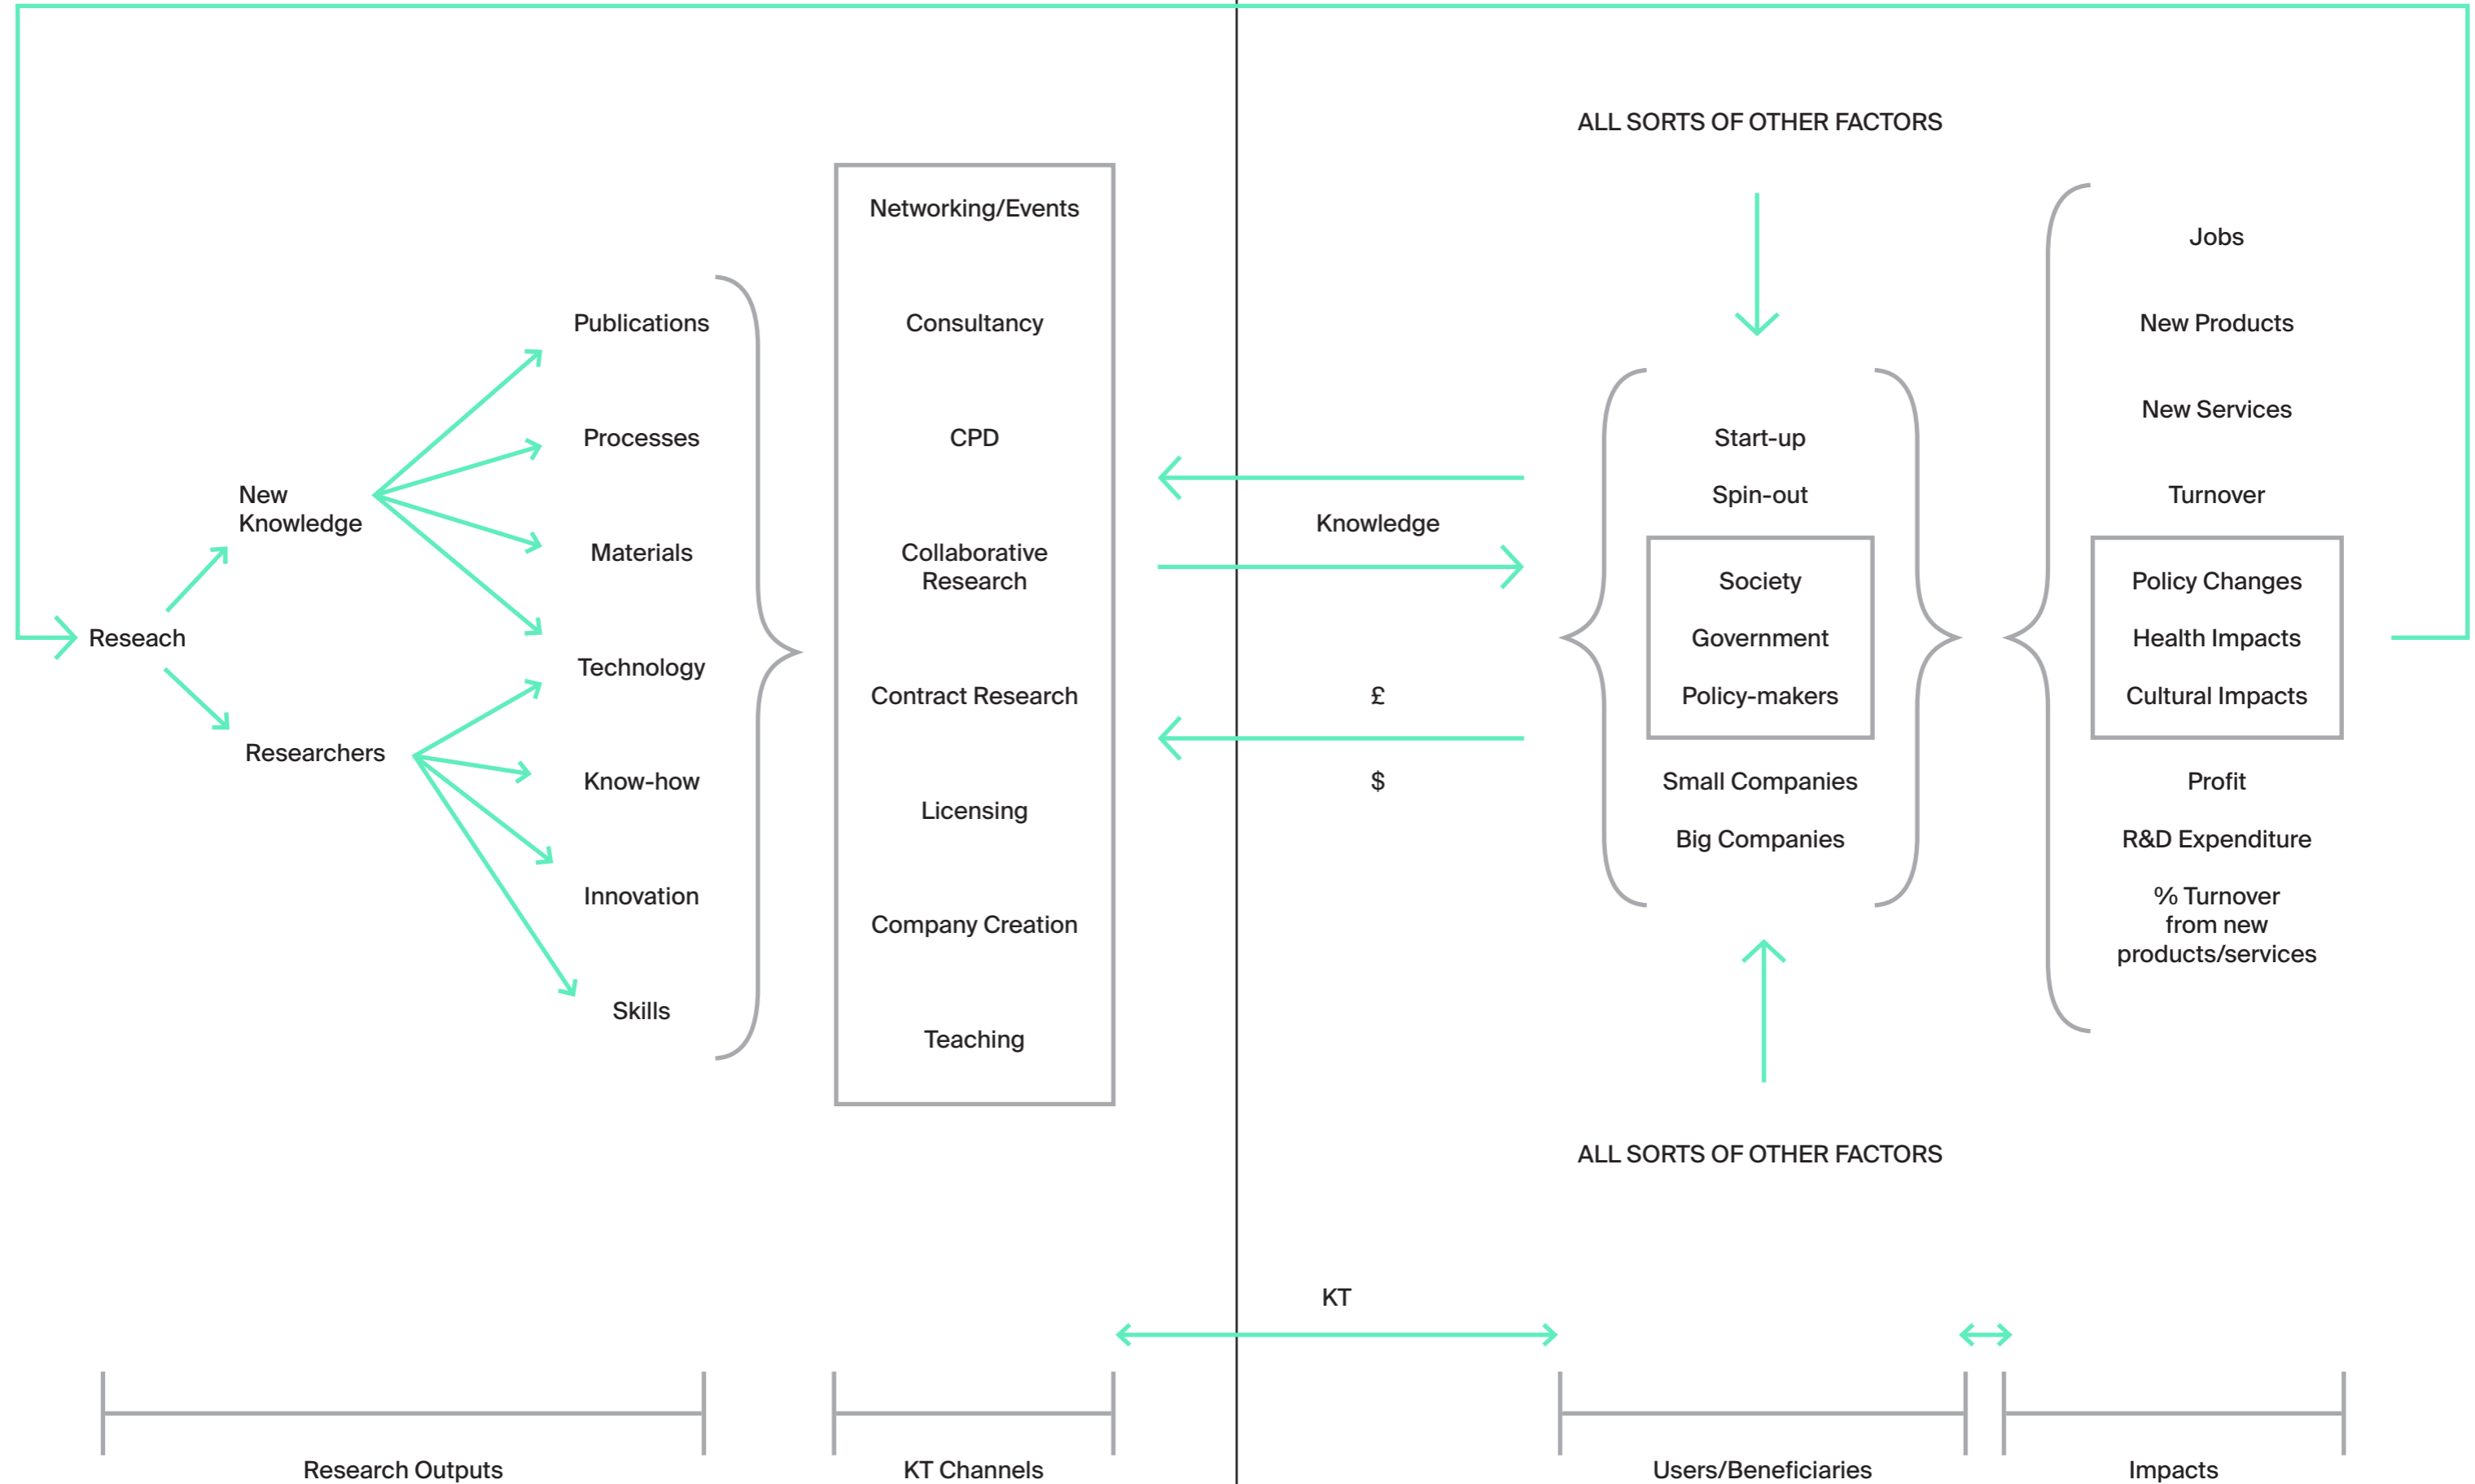 Reseach
New
Knowledge
Researchers
Publications
Processes
Materials
Technology
Know-how
Innovation
Skills
Networking/Events
Consultancy
CPD
Collaborative
Research
Contract Research
Licensing
Company Creation
Teaching
Knowledge
£
$
ALL SORTS OF OTHER FACTORS
Start-up
Spin-out
Society
Government
Policy-makers
Small Companies
Big Companies
ALL SORTS OF OTHER FACTORS
Jobs
New Products
New Services
Turnover
Policy Changes
Health Impacts
Cultural Impacts
Profit
R&D Expenditure
% Turnover
from new
products/services
KT
Research Outputs
KT Channels
Users/Beneficiaries
Impacts